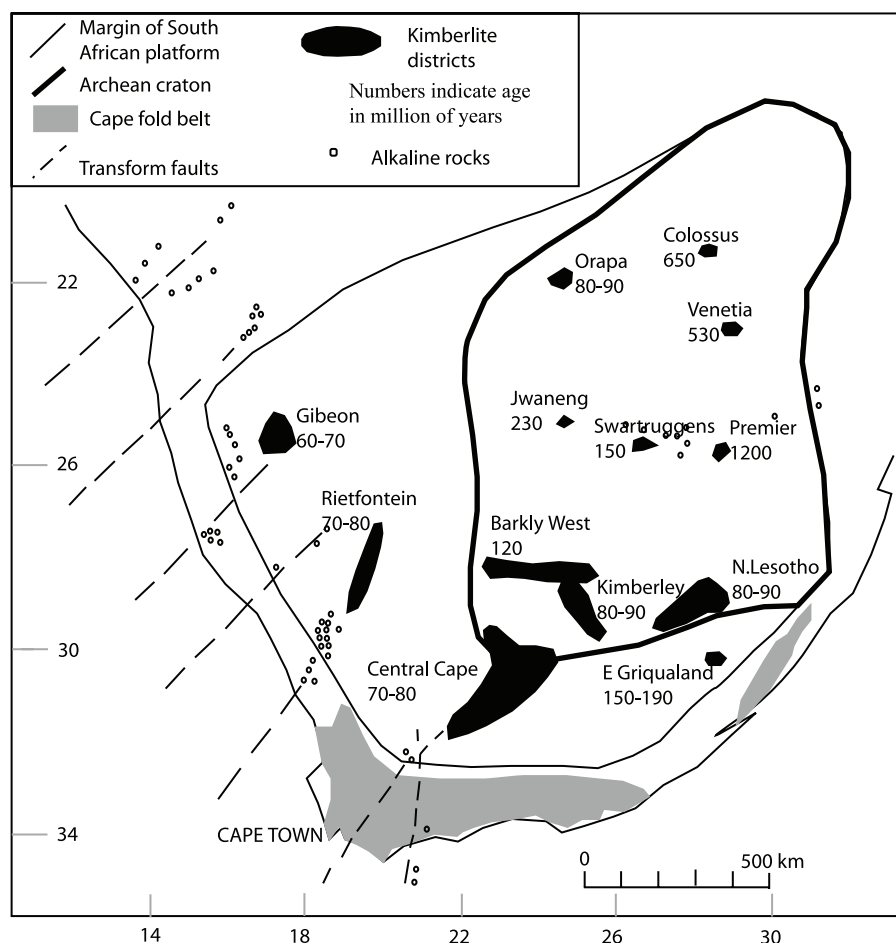 Margin of South
African platform
Archean craton
Cape fold belt
Transform faults
Kimberlite
districts
Numbers indicate age
in million of years
Alkaline rocks
Colossus
650
Orapa
80-90
Venetia
530
22
Jwaneng
230
Swartruggens
150
Premier
1200
Gibeon
60-70
26
Rietfontein
70-80
Barkly West
120
Kimberley
80-90
N.Lesotho
80-90
30
Central Cape
70-80
E Griqualand
150-190
CAPE TOWN
34
0
500 km
14
18
22
26
30